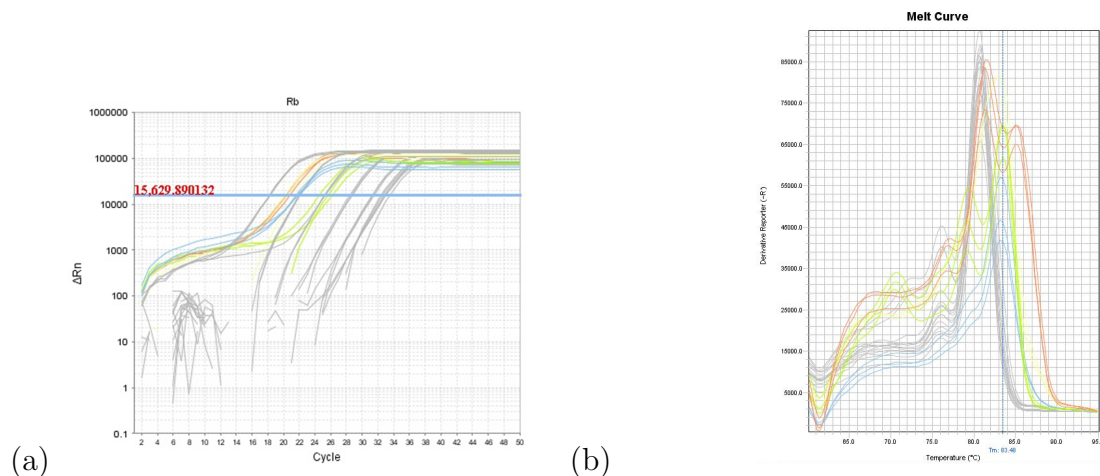 Melt Curve
Rb
1000000
100000
15,629.890132
10000
1000
100
10
1
0.1
ΔRn
2 4 6 8 10 12 14 16 18 20 22 24 26 28 30 32 34 36 38 40 42 44 46 48 50
Cycle
(a)
85000.0
75000.0
65000.0
55000.0
45000.0
35000.0
25000.0
15000.0
5000.0
Derivative Reporter (-R')
65.0 70.0 75.0 80.0 85.0 90.0 95.
Tm: 83.48
Temperature (°C)
(b)